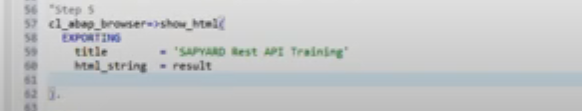 56 "Step 5
57 cl_abap_browser=>show_html(
58 EXPORTING
59 title = 'SAPYARD Rest API Training'
60 html_string = result
61
62 ).
63